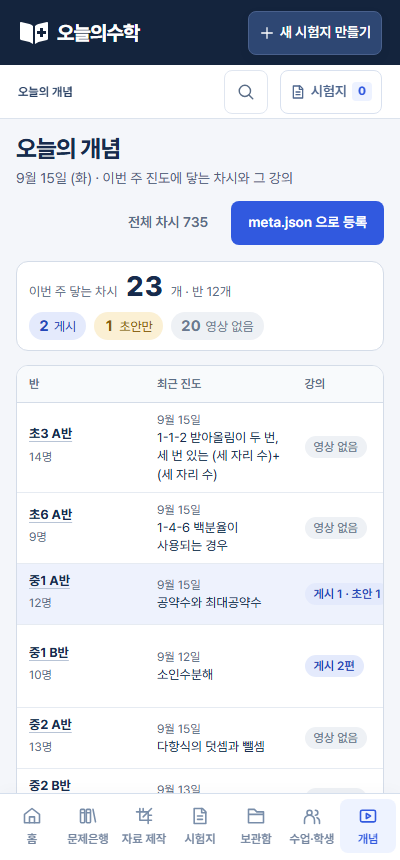 오늘의수학
새 시험지 만들기
오늘의 개념
시험지 0
오늘의 개념
9월 15일 (화) · 이번 주 진도에 닿는 차시와 그 강의
전체 차시 735
meta.json 으로 등록
이번 주 닿는 차시 23 개 · 반 12개
2 게시
1 초안만
20 영상 없음
반 최근 진도 강의
초3 A반
14명
9월 15일
1-1-2 받아올림이 두 번,
세 번 있는 (세 자리 수)+
(세 자리 수)
영상 없음
초6 A반
9명
9월 15일
1-4-6 백분율이
사용되는 경우
영상 없음
중1 A반
12명
9월 15일
공약수와 최대공약수
게시 1 · 초안 1
중1 B반
10명
9월 12일
소인수분해
게시 2편
중2 A반
13명
9월 15일
다항식의 덧셈과 뺄셈
영상 없음
중2 B반
9월 13일
홈
문제은행
자료 제작
시험지
보관함
수업·학생
개념